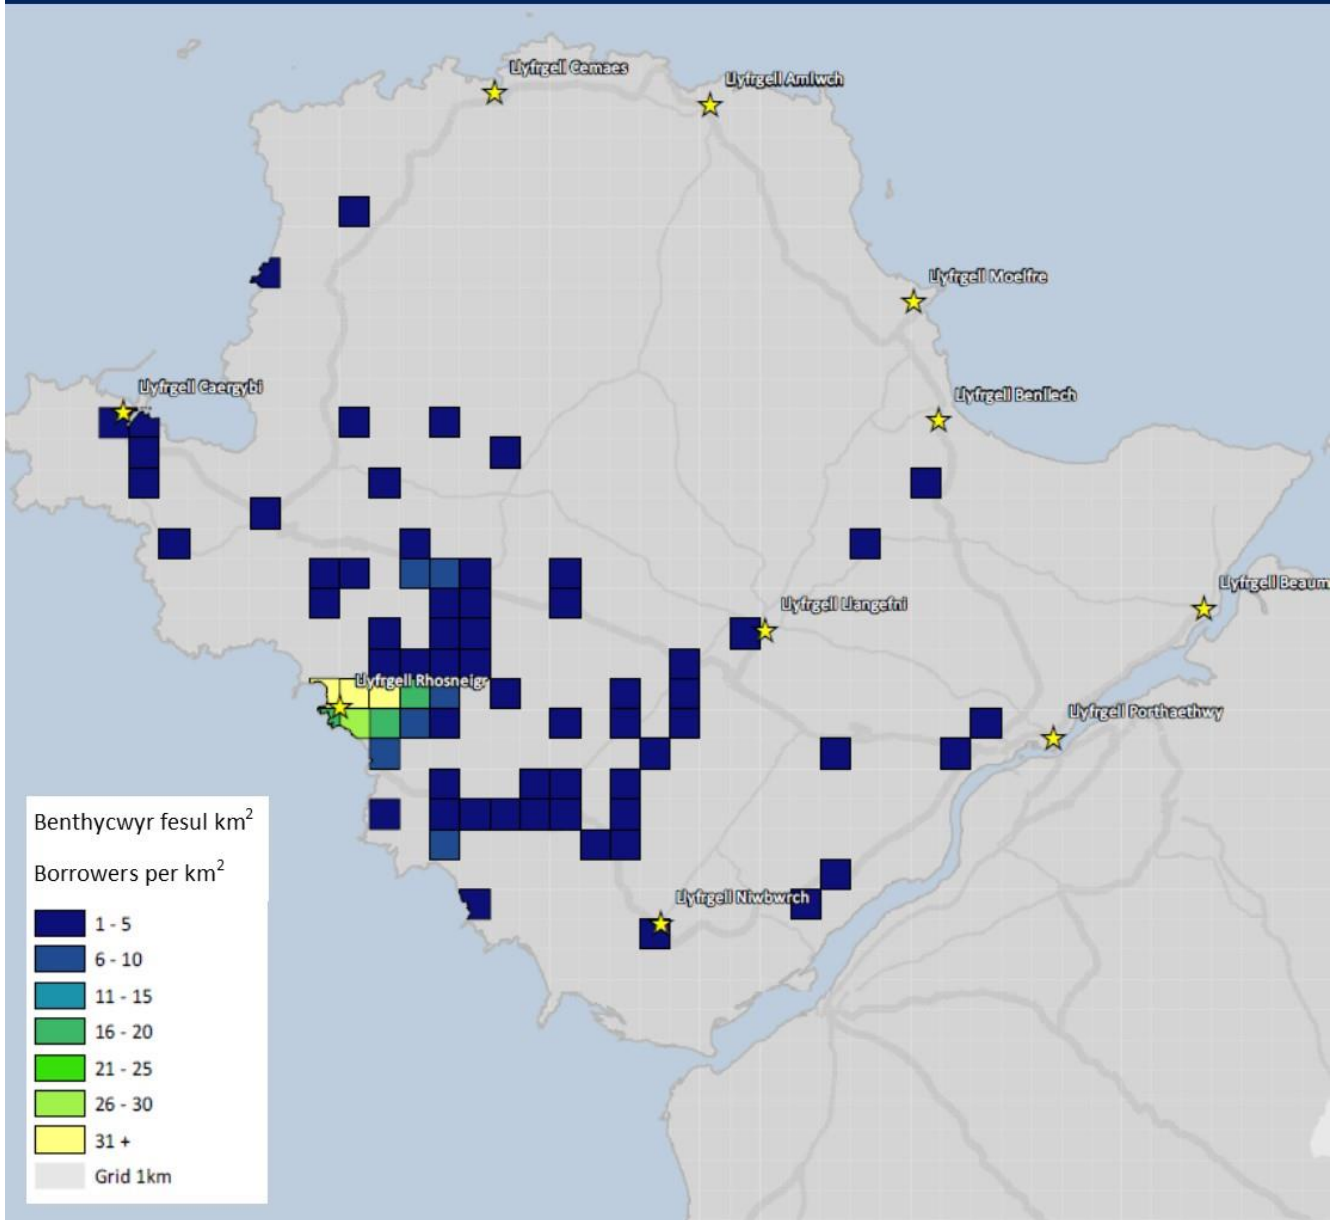 Llyfrgell Cemaes
Llyfrgell Amlwch
Llyfrgell Moelfre
Llyfrgell Caergybi
Llyfrgell Benllech
Llyfrgell Beaum
Llyfrgell Llangefni
Llyfrgell Rhosneigr
Llyfrgell Porthaethwy
Llyfrgell Niwbwrch
Benthycwyr fesul km²
Borrowers per km²
1 - 5
6 - 10
11 - 15
16 - 20
21 - 25
26 - 30
31 +
Grid 1km